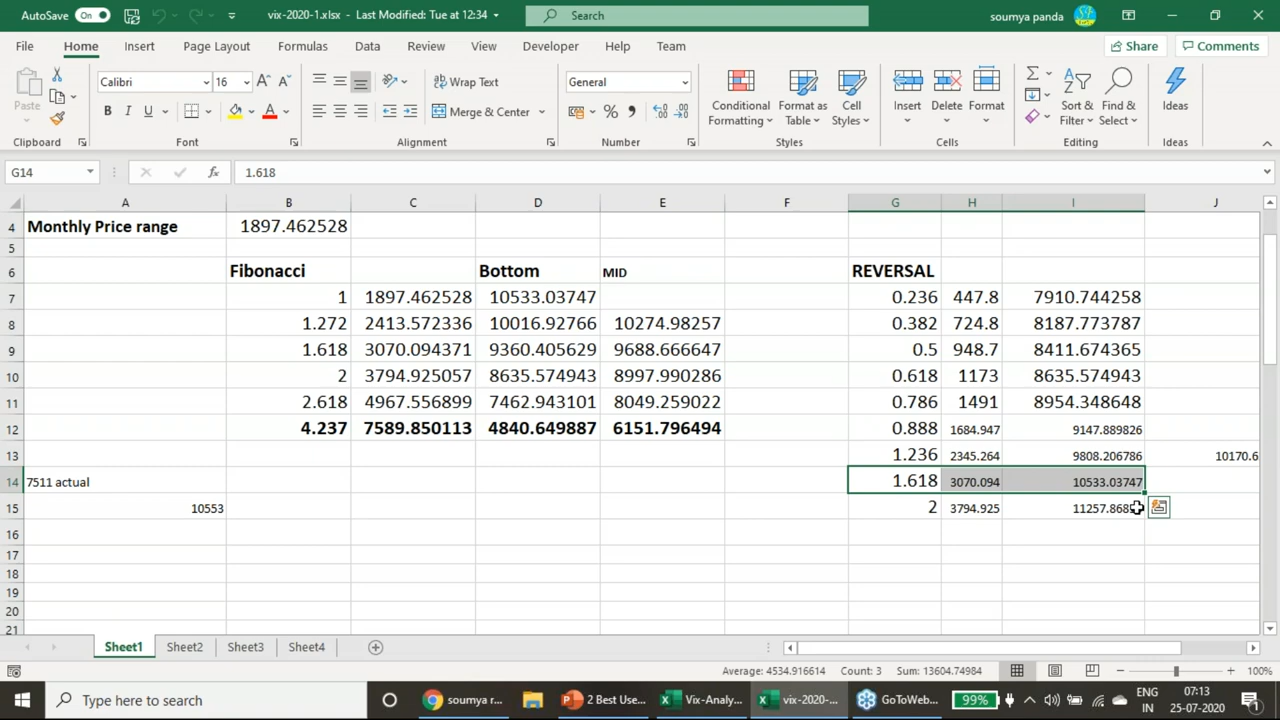 AutoSave On vix-2020-1.xlsx - Last Modified: Tue at 12:34 Search soumya panda
File Home Insert Page Layout Formulas Data Review View Developer Help Team Share Comments
Paste Calibri 16 A A Wrap Text General Conditional Formatting Format as Table Cell Styles Insert Delete Format Sort & Filter Find & Select Ideas
B I U A Merge & Center % ,
Clipboard Font Alignment Number Styles Cells Editing Ideas
G14 fx 1.618
A B C D E F G H I J
4 Monthly Price range 1897.462528
5
6 Fibonacci Bottom MID REVERSAL
7 1 1897.462528 10533.03747 0.236 447.8 7910.744258
8 1.272 2413.572336 10016.92766 10274.98257 0.382 724.8 8187.773787
9 1.618 3070.094371 9360.405629 9688.666647 0.5 948.7 8411.674365
10 2 3794.925057 8635.574943 8997.990286 0.618 1173 8635.574943
11 2.618 4967.556899 7462.943101 8049.259022 0.786 1491 8954.348648
12 4.237 7589.850113 4840.649887 6151.796494 0.888 1684.947 9147.889826
13 1.236 2345.264 9808.206786 10170.6
14 7511 actual 1.618 3070.094 10533.03747
15 10553 2 3794.925
16
17
18
19
20
21
Sheet1 Sheet2 Sheet3 Sheet4
Average: 4534.916614 Count: 3 Sum: 13604.74984 100%
Type here to search soumya r... 2 Best Use... Vix-Analy... vix-2020-... GoToWeb... 99% ENG IN 07:13 25-07-2020 1